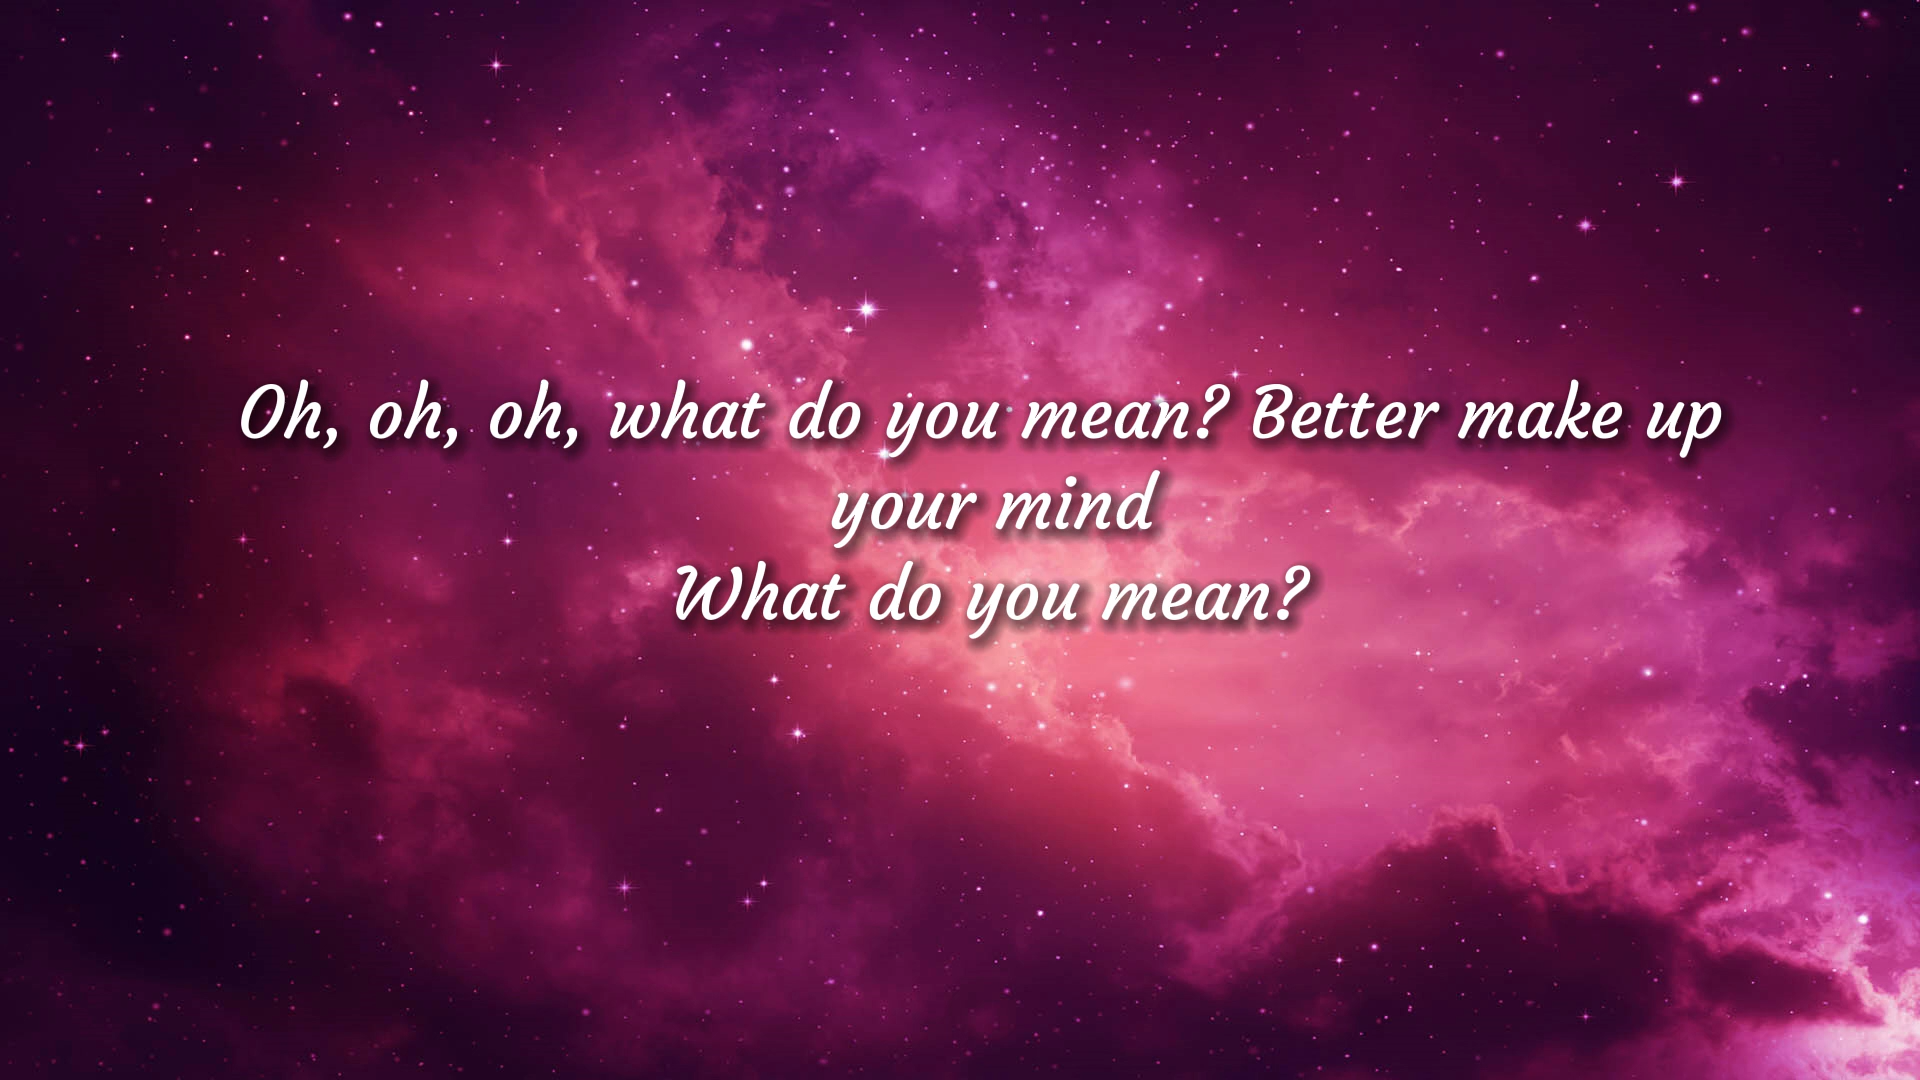 Oh, oh, oh, what do you mean? Better make up
your mind
What do you mean?